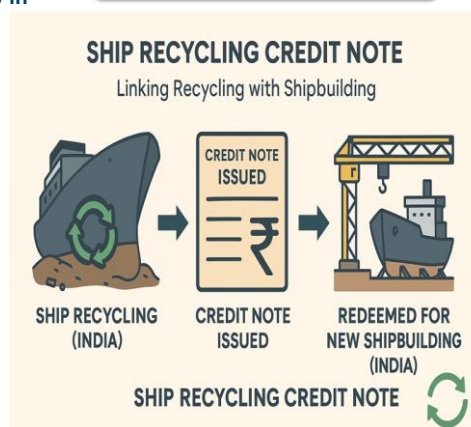 SHIP RECYCLING CREDIT NOTE
Linking Recycling with Shipbuilding
CREDIT NOTE
ISSUED
₹
SHIP RECYCLING
(INDIA)
CREDIT NOTE
ISSUED
REDEEMED FOR
NEW SHIPBUILDING
(INDIA)
SHIP RECYCLING CREDIT NOTE